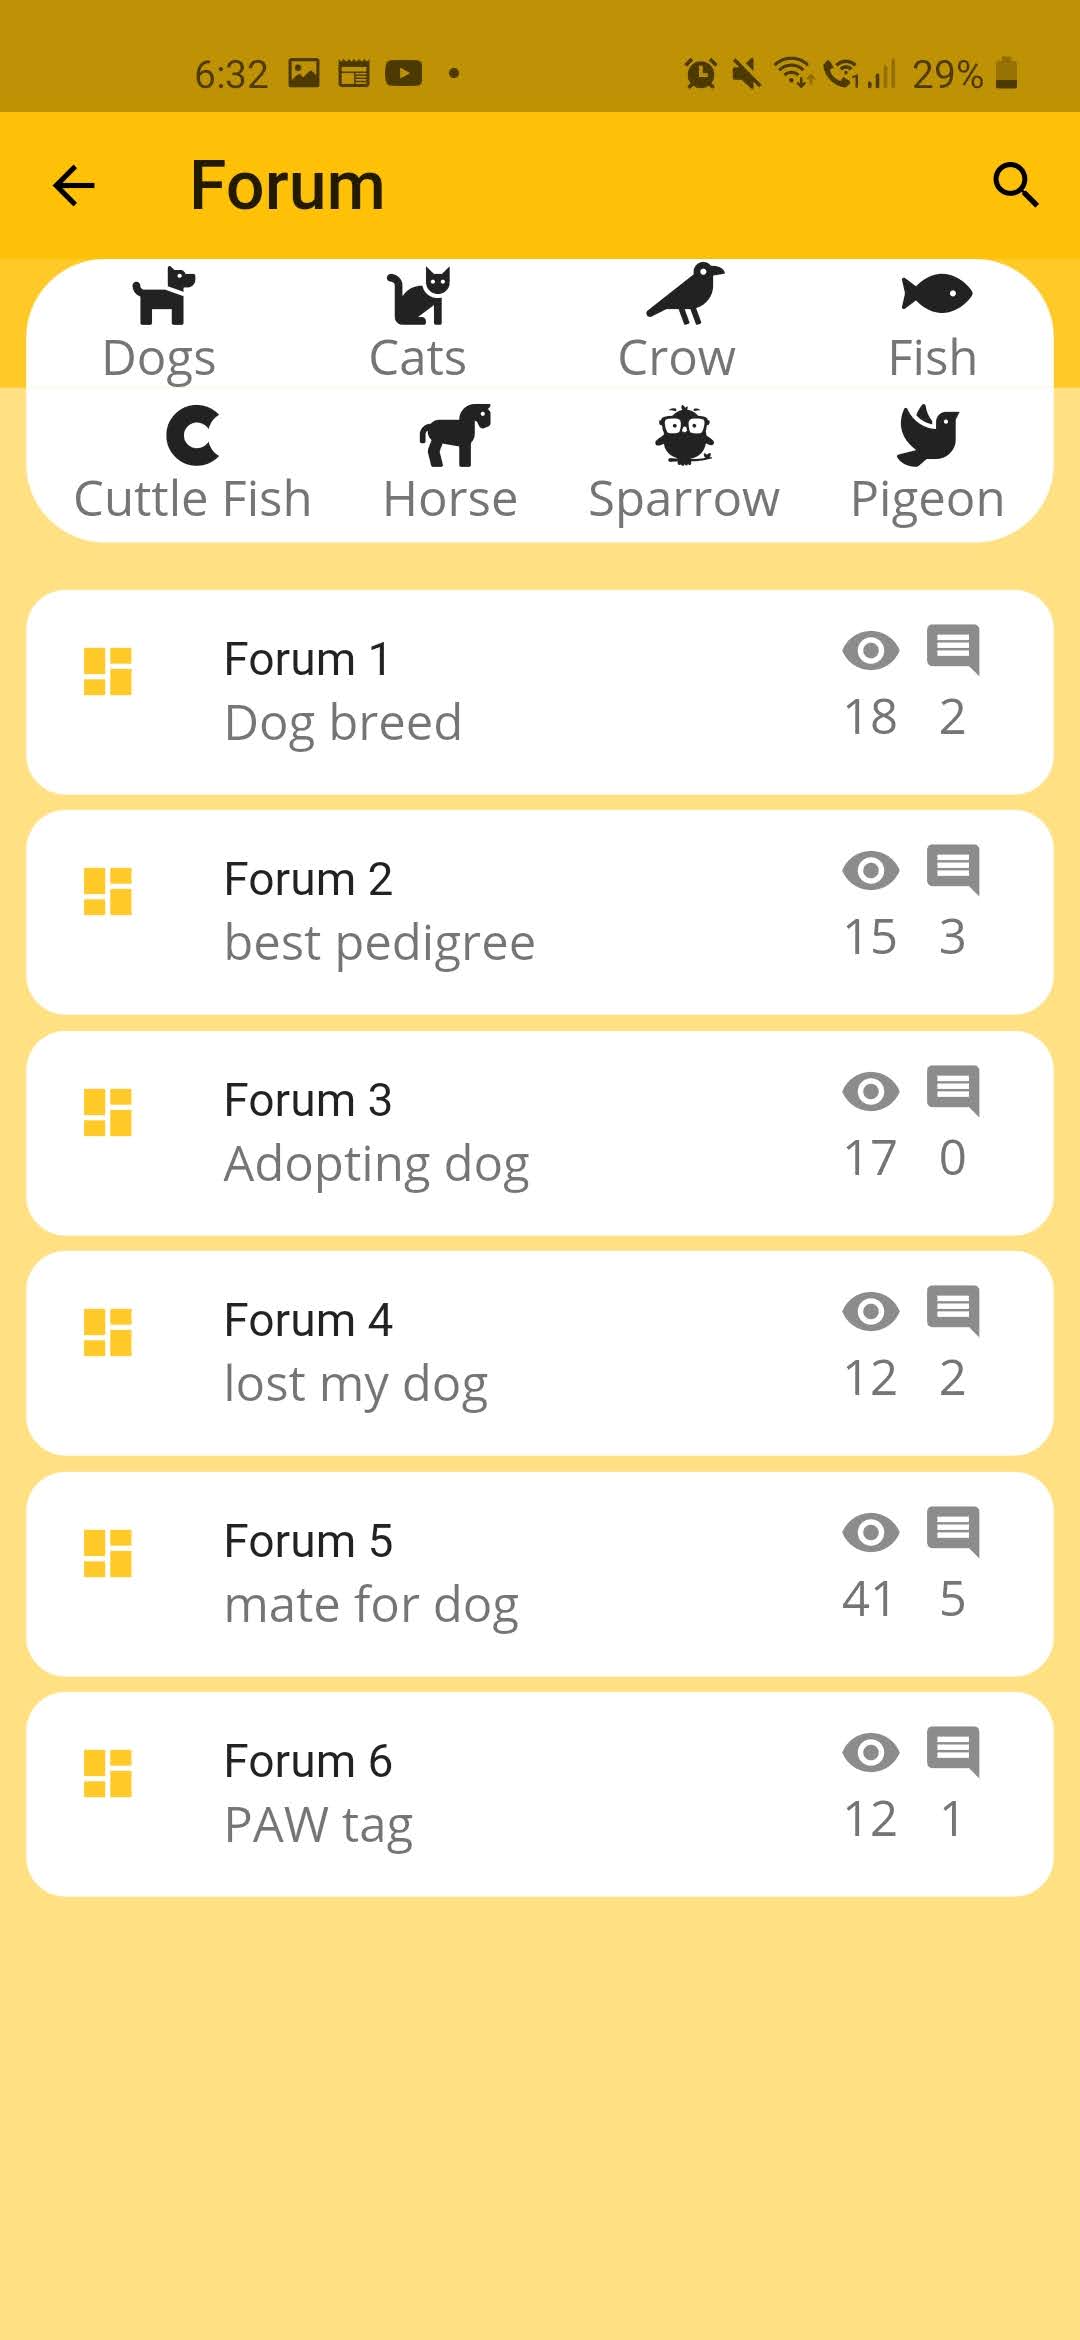 6:32 29%
Forum
Dogs Cats Crow Fish
Cuttle Fish Horse Sparrow Pigeon
Forum 1
Dog breed
18 2
Forum 2
best pedigree
15 3
Forum 3
Adopting dog
17 0
Forum 4
lost my dog
12 2
Forum 5
mate for dog
41 5
Forum 6
PAW tag
12 1